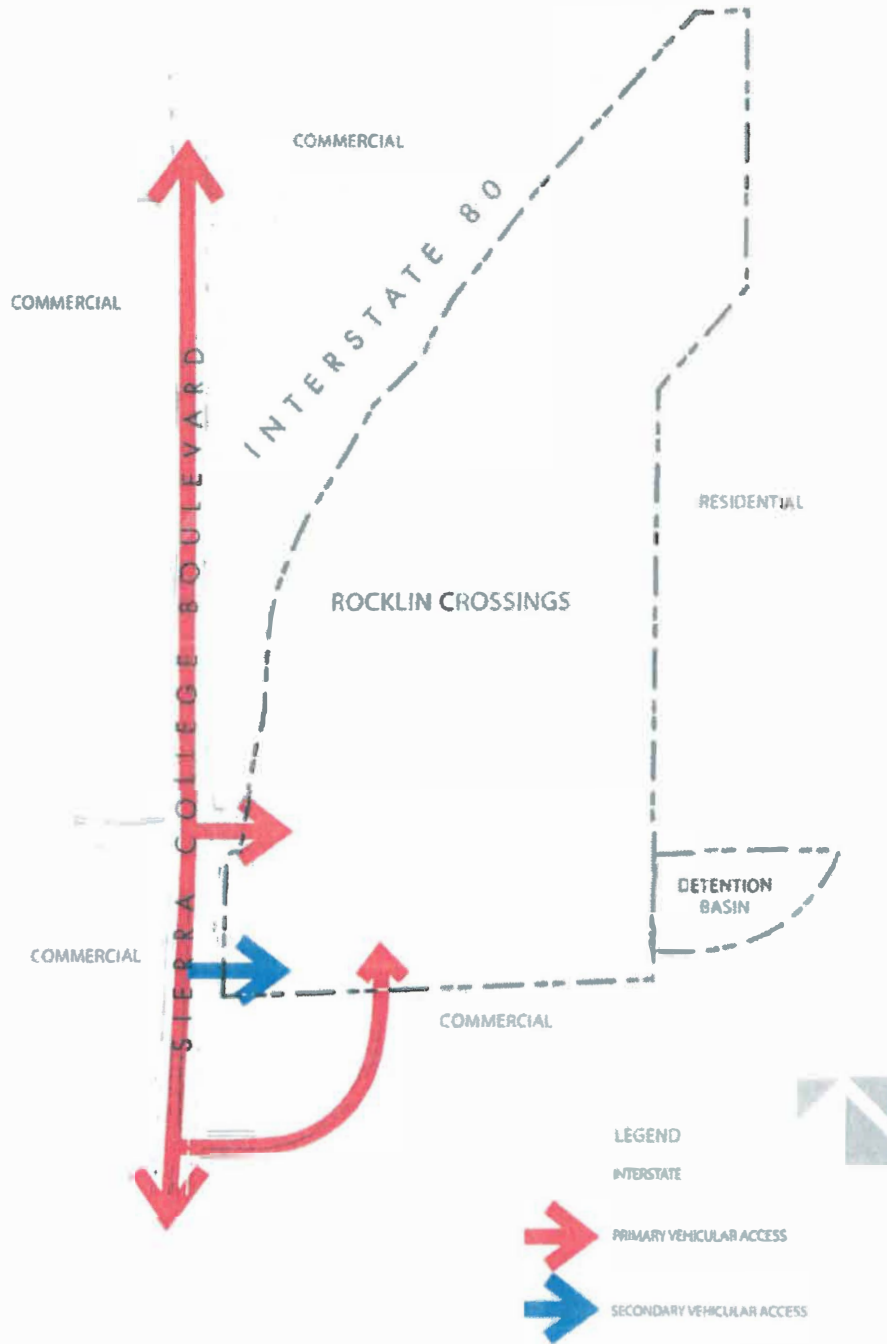 COMMERCIAL
COMMERCIAL
INTERSTATE 80
SIERRA COLLEGE BOULEVARD
RESIDENTIAL
ROCKLIN CROSSINGS
DETENTION
BASIN
COMMERCIAL
COMMERCIAL
LEGEND
INTERSTATE
PRIMARY VEHICULAR ACCESS
SECONDARY VEHICULAR ACCESS